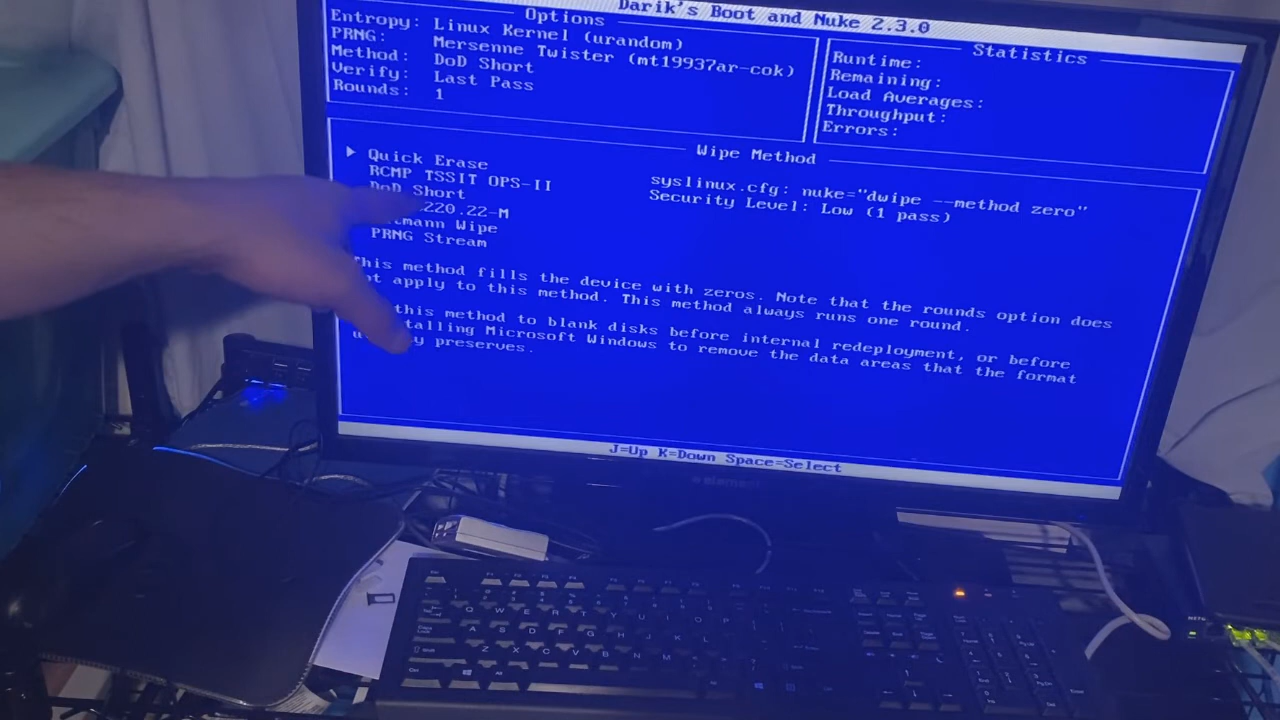 Darik's Boot and Nuke 2.3.0
Options
Entropy: Linux Kernel (urandom)
PRNG: Mersenne Twister (mt19937ar-cok)
Method: DoD Short
Verify: Last Pass
Rounds: 1
Statistics
Runtime:
Remaining:
Load Averages:
Throughput:
Errors:
Wipe Method
Quick Erase
RCMP TSSIT OPS-II
DoD Short
220.22-M
Wipe
PRNG Stream
syslinux.cfg: nuke="dwipe --method zero"
Security Level: Low (1 pass)
This method fills the device with zeros. Note that the rounds option does
apply to this method. This method always runs one round.
this method to blank disks before internal redeployment, or before
Microsoft Windows to remove the data areas that the format
preserves.
J=Up K=Down Space=Select
element
Q W E R T Y U I O P
A S D F G H J K L
Z X C V B N M